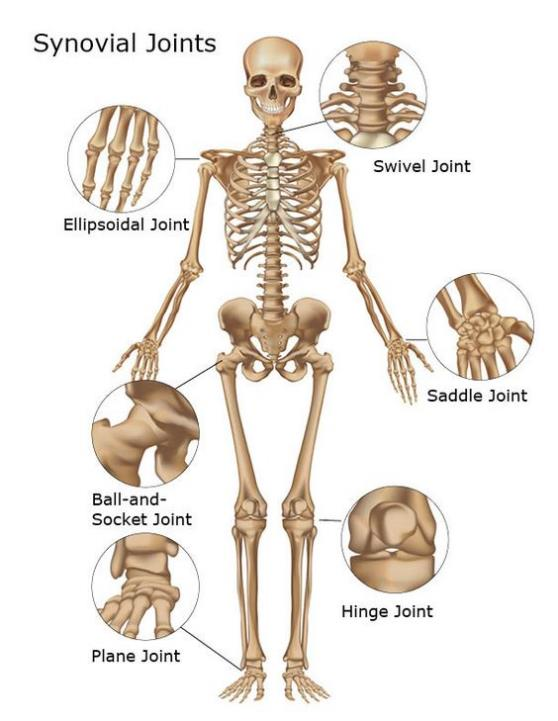 Synovial Joints
Swivel Joint
Ellipsoidal Joint
Saddle Joint
Ball-and-
Socket Joint
Hinge Joint
Plane Joint